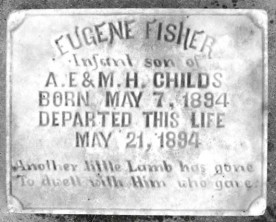 EUGENE FISHER
Infant son of
A.E & M.H. CHILDS
BORN MAY 7, 1894
DEPARTED THIS LIFE
MAY 21, 1894
Another little Lamb has gone
To dwell with Him who gave.